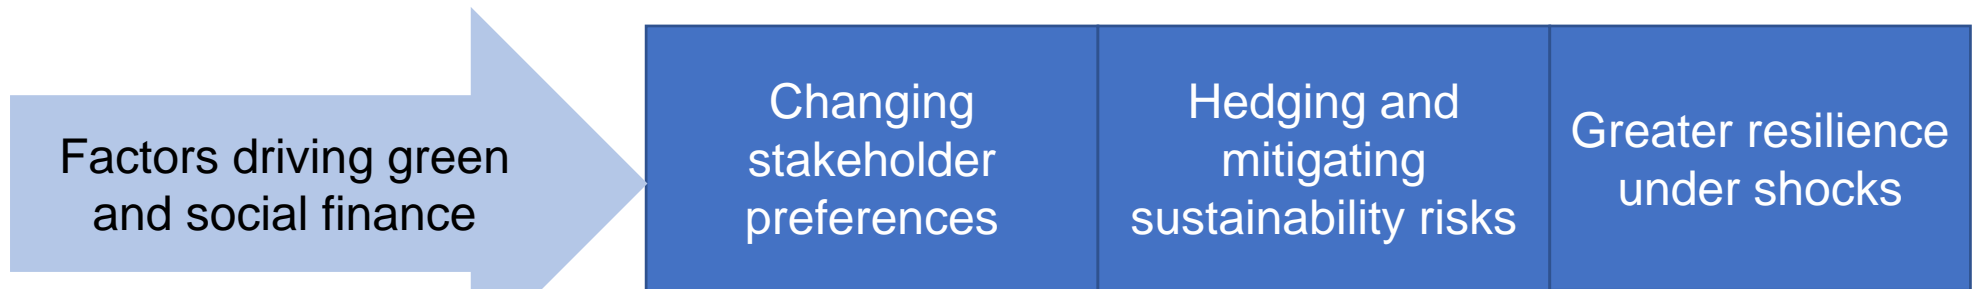 Factors driving green
and social finance
Changing
stakeholder
preferences
Hedging and
mitigating
sustainability risks
Greater resilience
under shocks